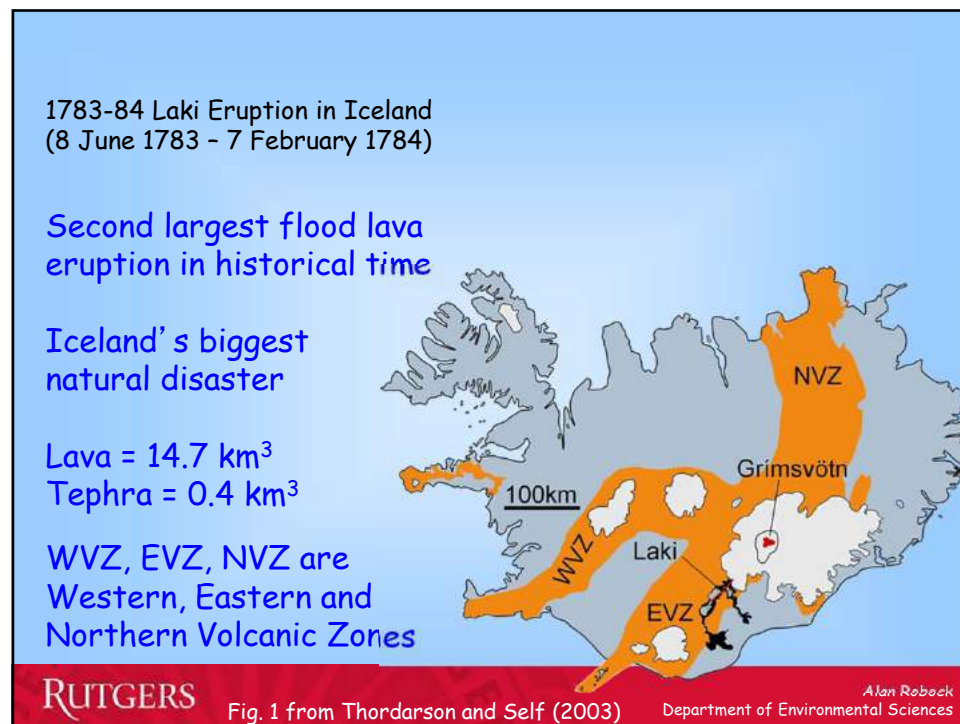 1783-84 Laki Eruption in Iceland
(8 June 1783 – 7 February 1784)
Second largest flood lava
eruption in historical time
Iceland's biggest
natural disaster
Lava = 14.7 km³
Tephra = 0.4 km³
WVZ, EVZ, NVZ are
Western, Eastern and
Northern Volcanic Zones
NVZ
Grimsvötn
100km
WVZ
Laki
EVZ
RUTGERS
Fig. 1 from Thordarson and Self (2003)
Alan Robock
Department of Environmental Sciences